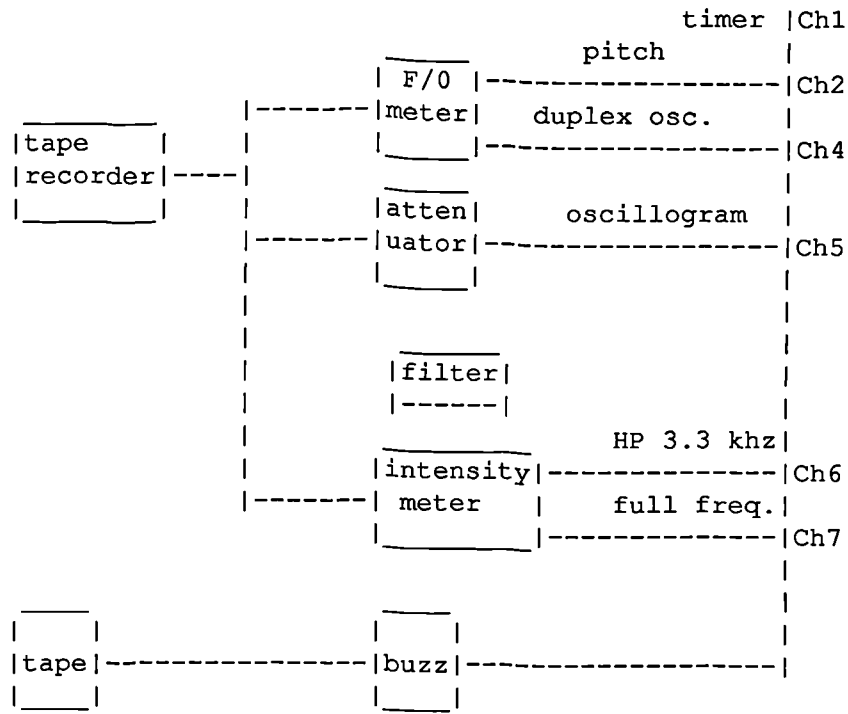 timer |Ch1
pitch
| F/0 |----------------|Ch2
|-------|meter| duplex osc.
|tape | |-----------------|Ch4
|recorder|----|
|atten| oscillogram
|-------|uator|-----------------|Ch5
|filter|
|------|
HP 3.3 khz|
|intensity|-------------|Ch6
|-------| meter | full freq.|
|-------------|Ch7
|tape|----------------|buzz|-------------------|